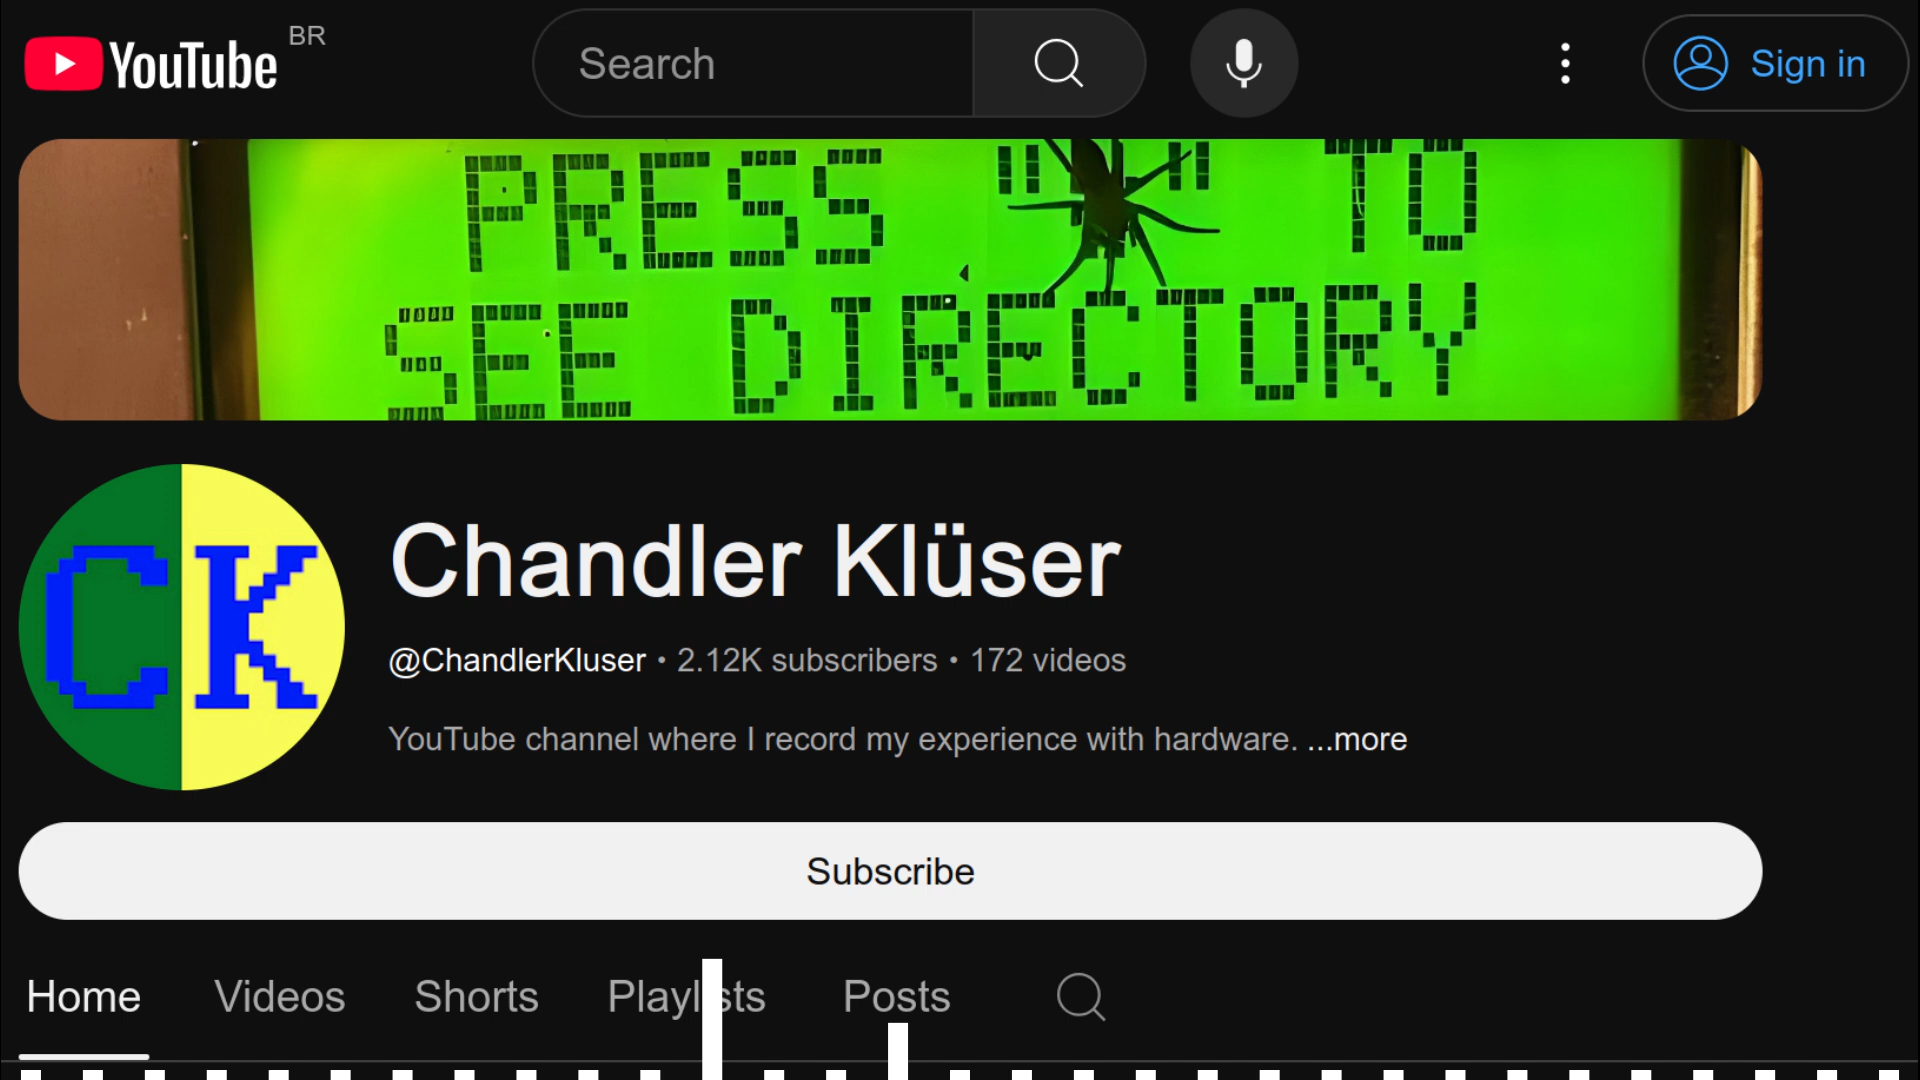 YouTube BR
Search
Sign in
PRESS " " TO
SEE DIRECTORY
CK
Chandler Klüser
@ChandlerKluser • 2.12K subscribers • 172 videos
YouTube channel where I record my experience with hardware. ...more
Subscribe
Home Videos Shorts Playlists Posts